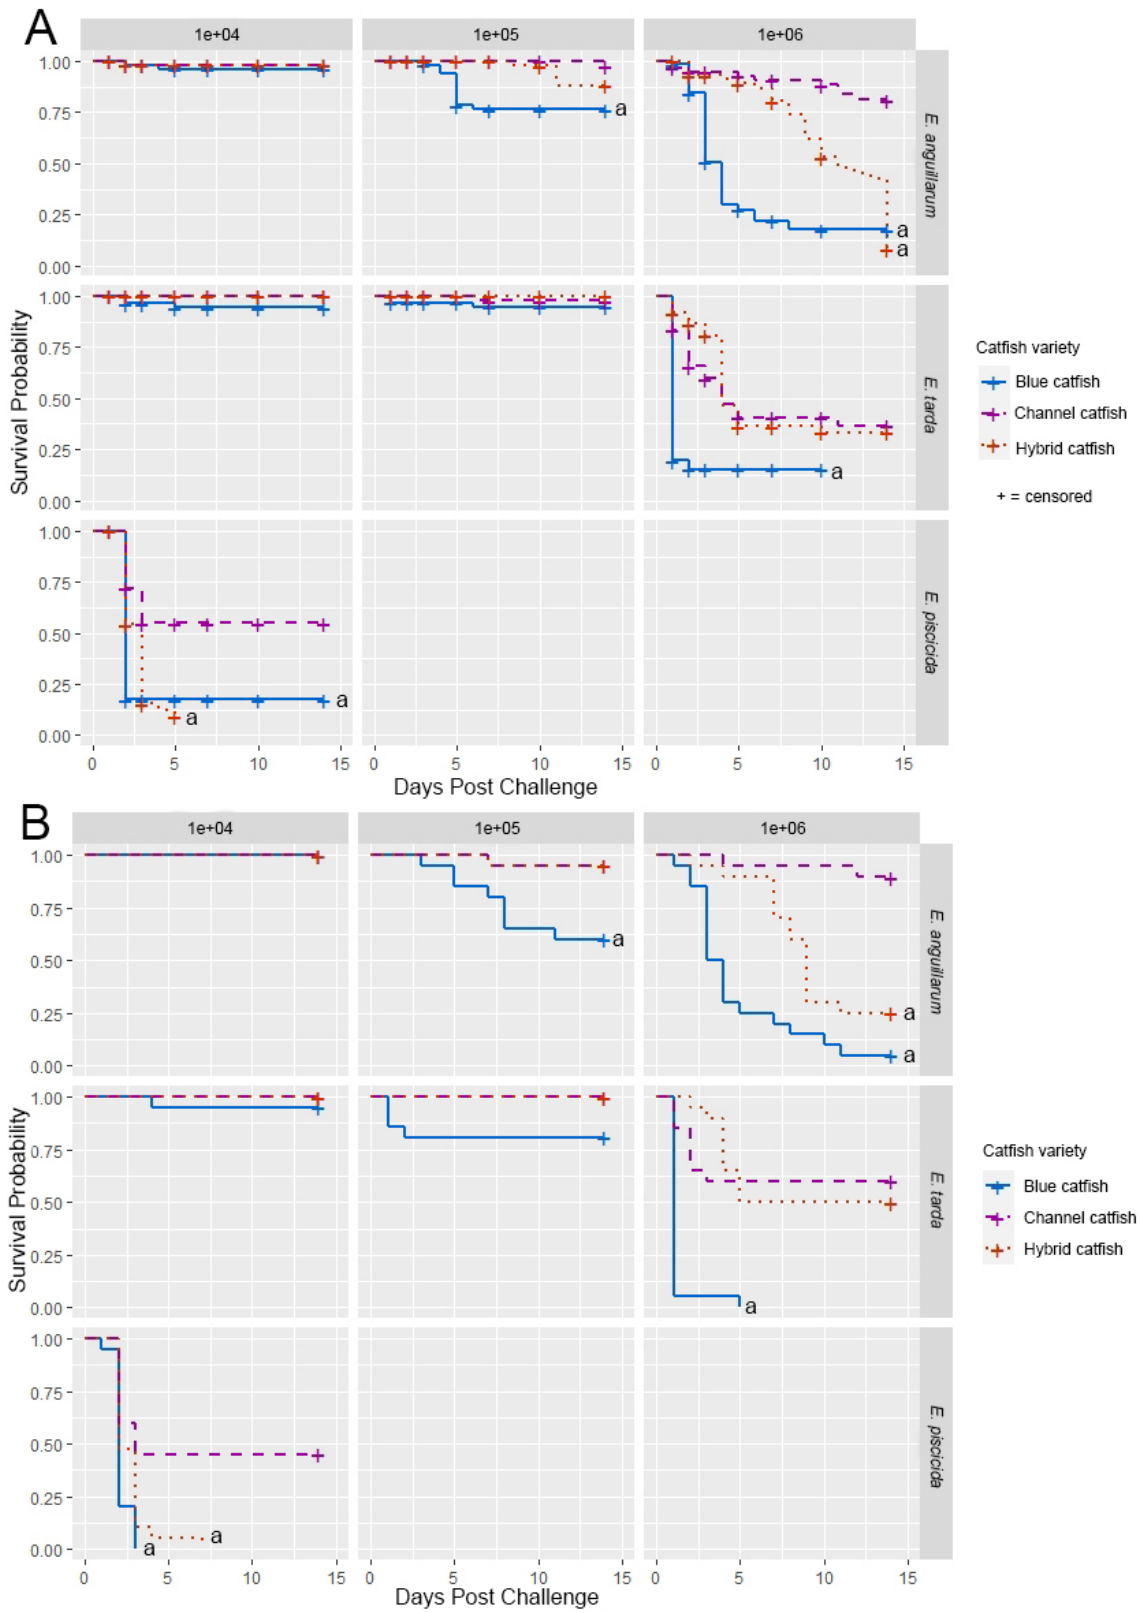 A
1e+04 1e+05 1e+06
1.00
0.75
0.50
0.25
0.00
a
a
a
E. anguillarum
1.00
0.75
0.50
0.25
0.00
a
E. tarda
1.00
0.75
0.50
0.25
0.00
a
a
E. piscicida
Survival Probability
0 5 10 15 0 5 10 15 0 5 10 15
Days Post Challenge
Catfish variety
Blue catfish
Channel catfish
Hybrid catfish
+ = censored
B
1e+04 1e+05 1e+06
1.00
0.75
0.50
0.25
0.00
a
a
a
E. anguillarum
1.00
0.75
0.50
0.25
0.00
a
E. tarda
1.00
0.75
0.50
0.25
0.00
a
a
E. piscicida
Survival Probability
0 5 10 15 0 5 10 15 0 5 10 15
Days Post Challenge
Catfish variety
Blue catfish
Channel catfish
Hybrid catfish